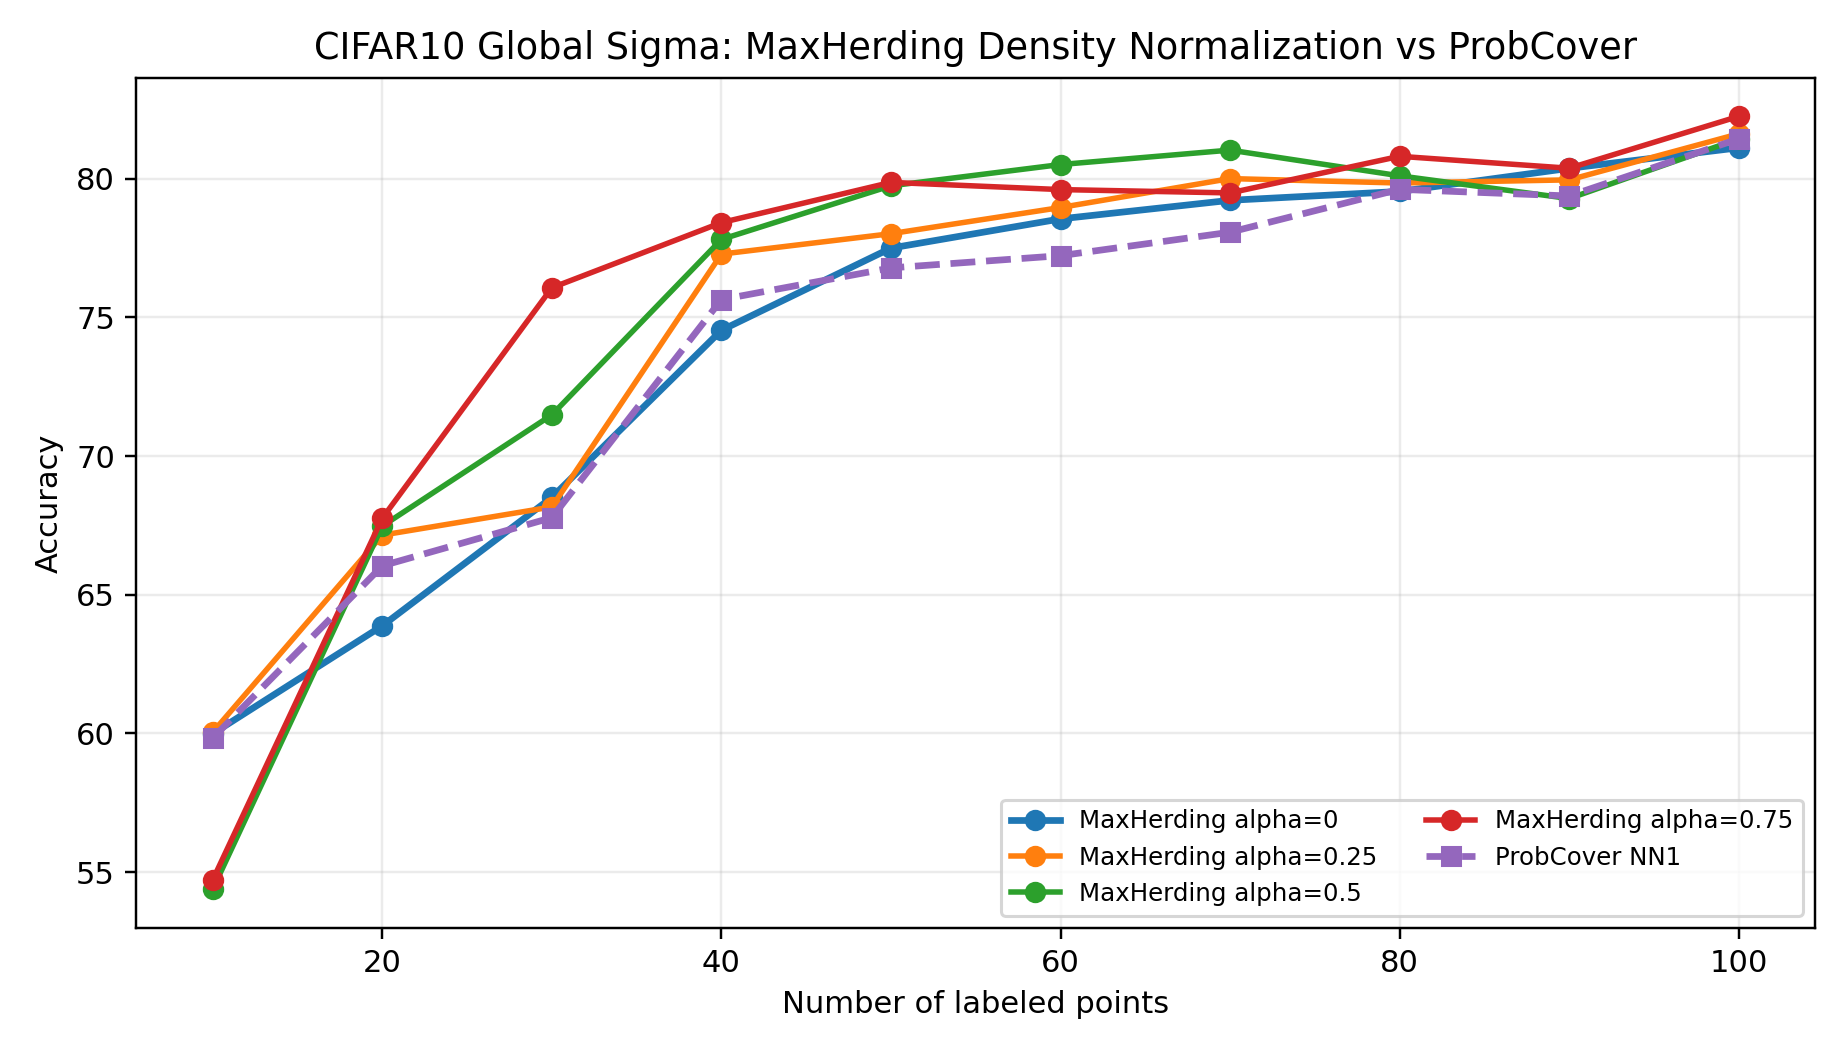 CIFAR10 Global Sigma: MaxHerding Density Normalization vs ProbCover
Accuracy
80
75
70
65
60
55
20
40
60
80
100
Number of labeled points
MaxHerding alpha=0
MaxHerding alpha=0.25
MaxHerding alpha=0.5
MaxHerding alpha=0.75
ProbCover NN1